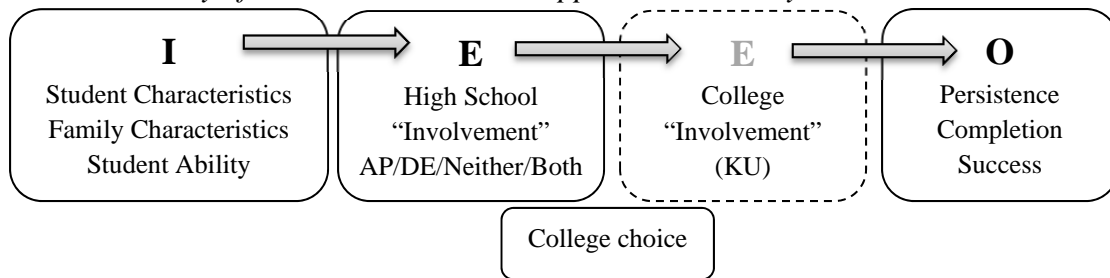 I
Student Characteristics
Family Characteristics
Student Ability
E
High School
“Involvement”
AP/DE/Neither/Both
E
College
“Involvement”
(KU)
O
Persistence
Completion
Success
College choice